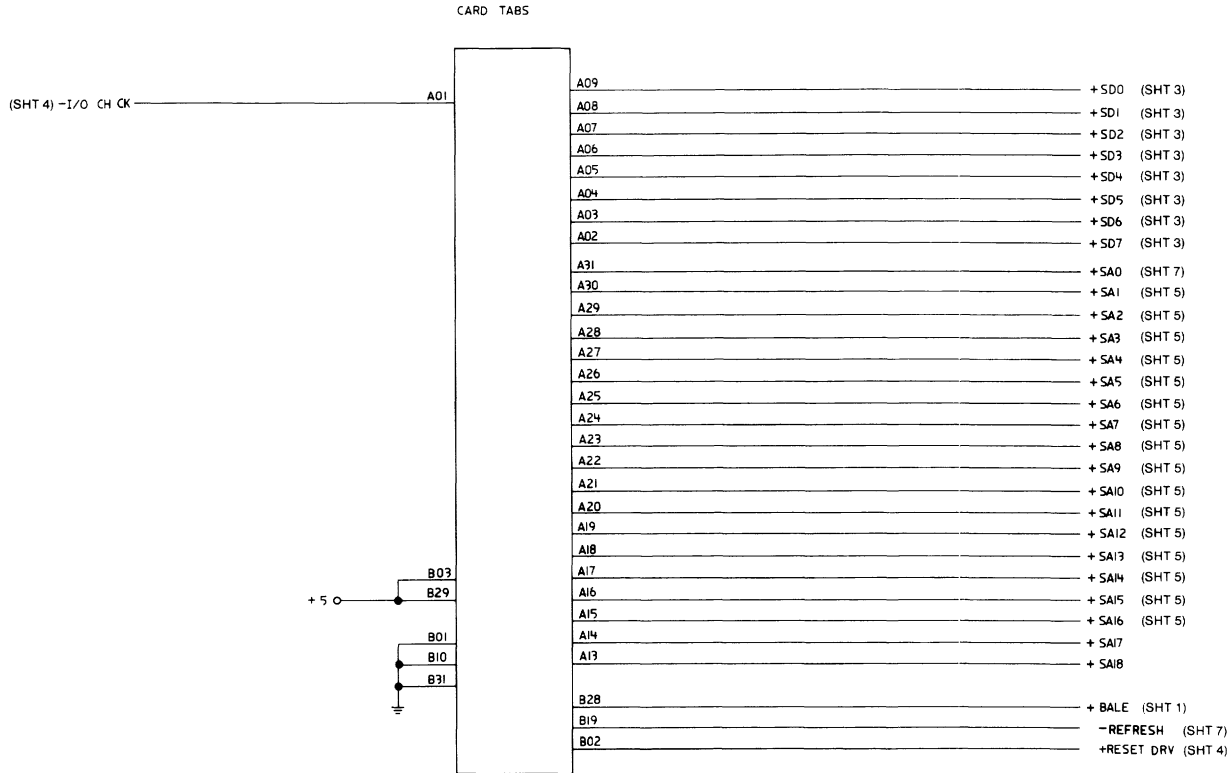 CARD TABS
(SHT 4) -I/O CH CK
A01
A09 +SD0 (SHT 3)
A08 +SD1 (SHT 3)
A07 +SD2 (SHT 3)
A06 +SD3 (SHT 3)
A05 +SD4 (SHT 3)
A04 +SD5 (SHT 3)
A03 +SD6 (SHT 3)
A02 +SD7 (SHT 3)
A31 +SA0 (SHT 7)
A30 +SA1 (SHT 5)
A29 +SA2 (SHT 5)
A28 +SA3 (SHT 5)
A27 +SA4 (SHT 5)
A26 +SA5 (SHT 5)
A25 +SA6 (SHT 5)
A24 +SA7 (SHT 5)
A23 +SA8 (SHT 5)
A22 +SA9 (SHT 5)
A21 +SA10 (SHT 5)
A20 +SA11 (SHT 5)
A19 +SA12 (SHT 5)
A18 +SA13 (SHT 5)
A17 +SA14 (SHT 5)
A16 +SA15 (SHT 5)
A15 +SA16 (SHT 5)
A14 +SA17
A13 +SA18
B03
+5 B29
B01
B10
B31
B28 +BALE (SHT 1)
B19 -REFRESH (SHT 7)
B02 +RESET DRV (SHT 4)